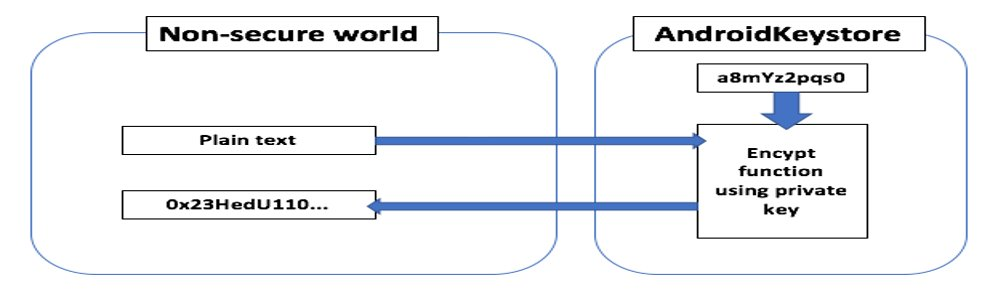 Non-secure world
AndroidKeystore
a8mYz2pqs0
Plain text
Encypt
function
using private
key
0x23HedU110...